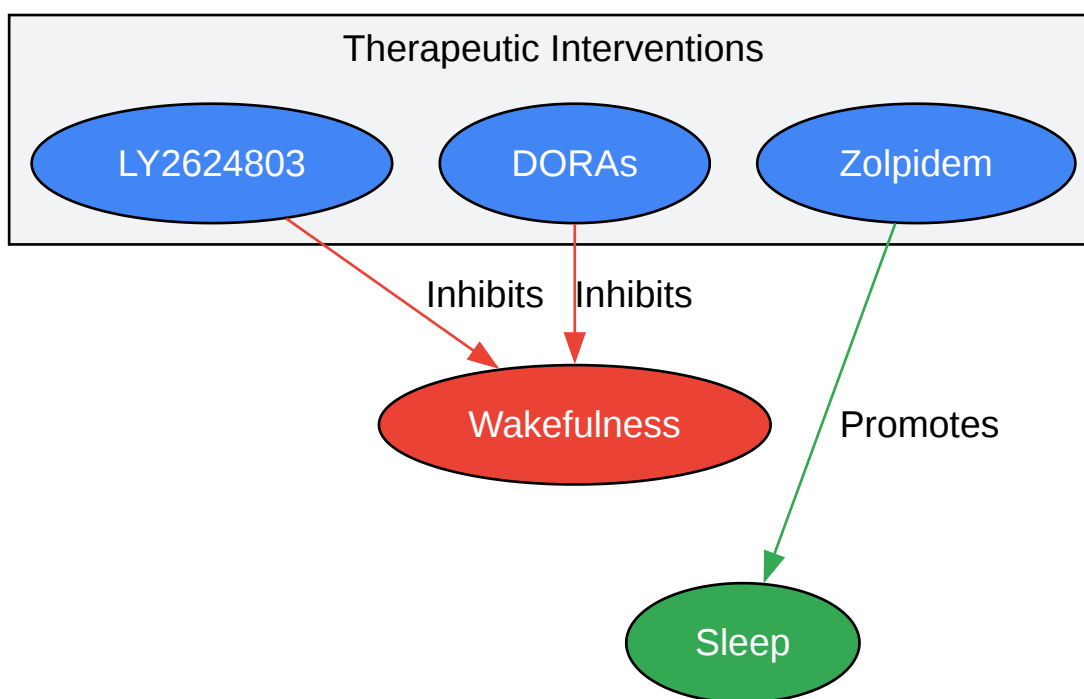 Therapeutic Interventions
LY2624803
DORAs
Zolpidem
Inhibits
Inhibits
Wakefulness
Promotes
Sleep